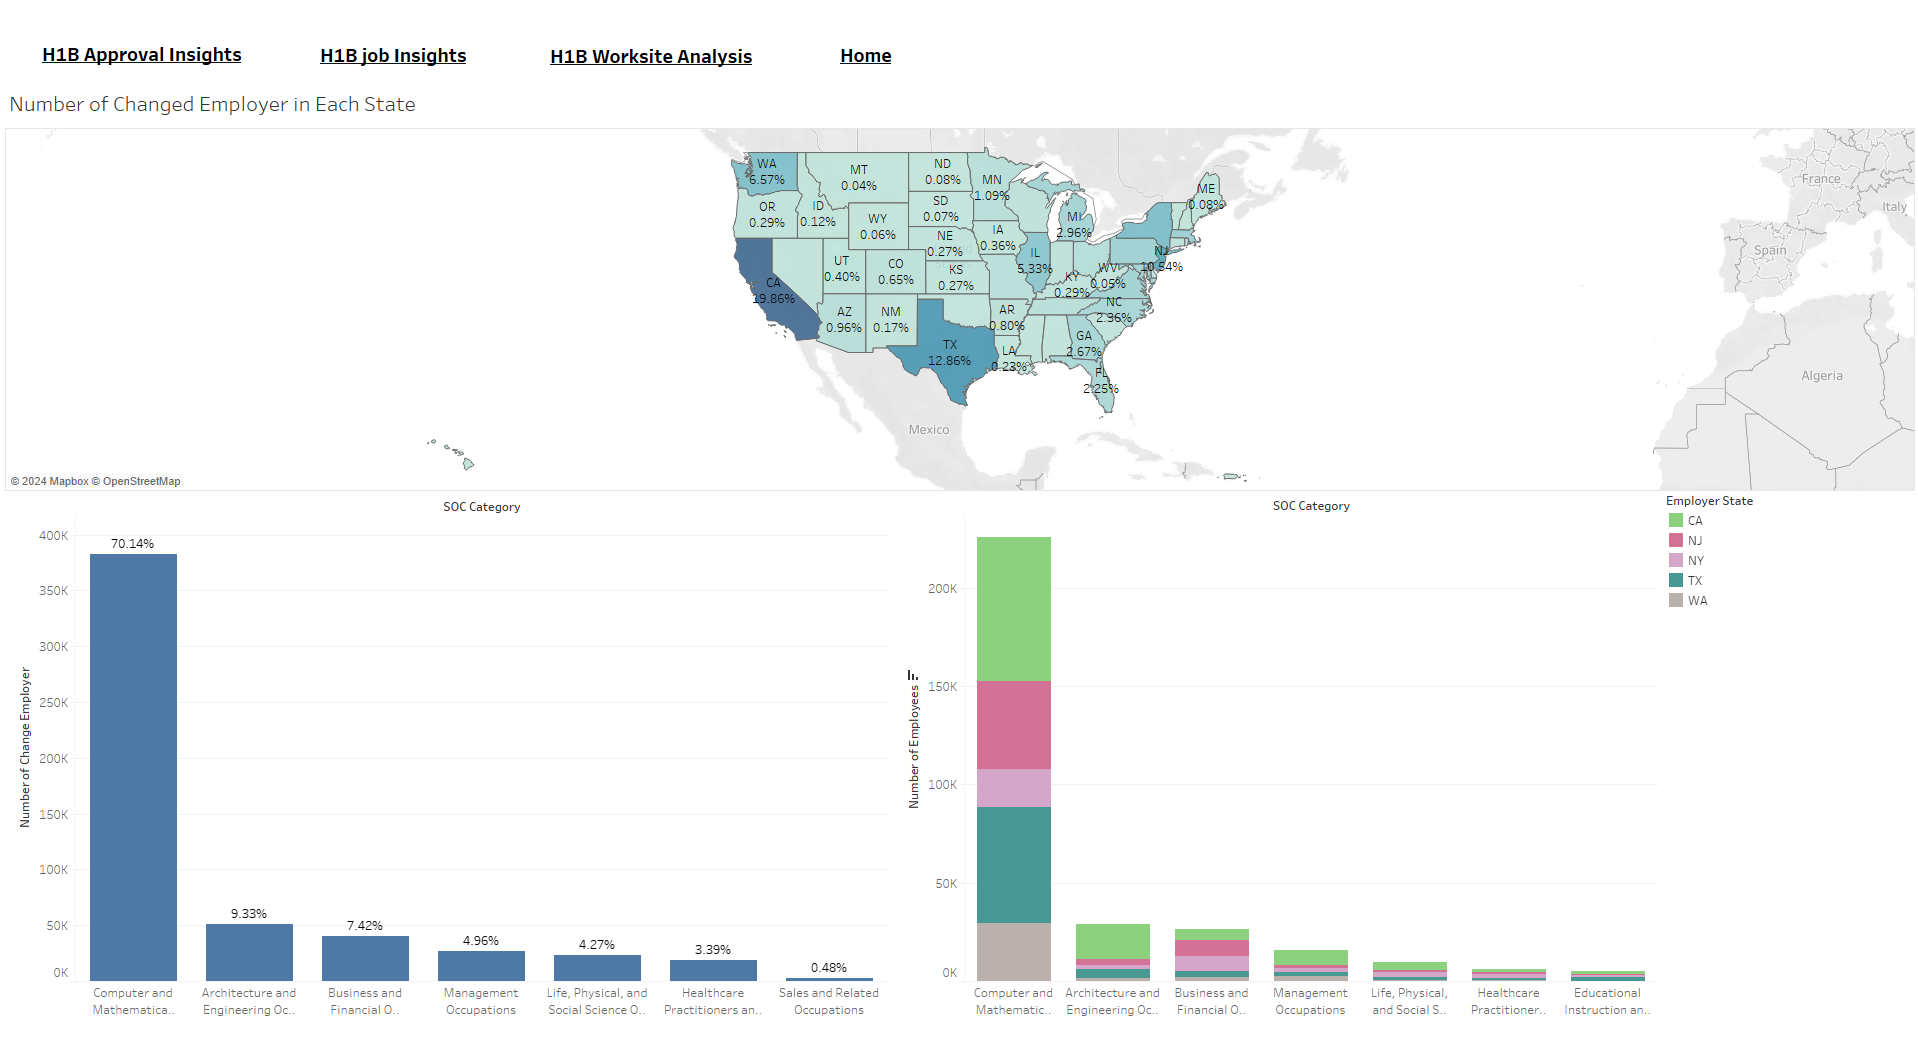 H1B Approval Insights
H1B job Insights
H1B Worksite Analysis
Home
Number of Changed Employer in Each State
WA
6.57%
MT
0.04%
ND
0.08%
MN
1.09%
ME
0.08%
OR
0.29%
ID
0.12%
WY
0.06%
SD
0.07%
MI
2.96%
NE
0.27%
IA
0.36%
IL
5.33%
NJ
10.54%
CA
19.86%
UT
0.40%
CO
0.65%
KS
0.27%
KY
0.29%
WV
0.05%
AZ
0.96%
NM
0.17%
AR
0.80%
NC
2.36%
TX
12.86%
LA
0.23%
GA
2.67%
FL
2.25%
Mexico
France
Italy
Spain
Algeria
© 2024 Mapbox © OpenStreetMap
SOC Category
Number of Change Employer
400K
350K
300K
250K
200K
150K
100K
50K
0K
70.14%
9.33%
7.42%
4.96%
4.27%
3.39%
0.48%
Computer and
Mathematica..
Architecture and
Engineering Oc..
Business and
Financial O..
Management
Occupations
Life, Physical, and
Social Science O..
Healthcare
Practitioners an..
Sales and Related
Occupations
SOC Category
Number of Employees
200K
150K
100K
50K
0K
Computer and
Mathematic..
Architecture and
Engineering Oc..
Business and
Financial O..
Management
Occupations
Life, Physical,
and Social S..
Healthcare
Practitioner..
Educational
Instruction an..
Employer State
CA
NJ
NY
TX
WA